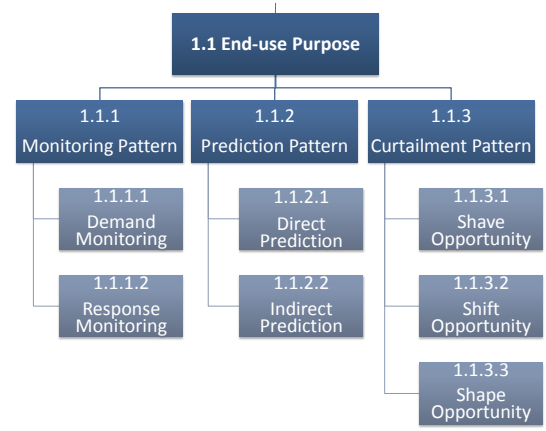 1.1 End-use Purpose
1.1.1
Monitoring Pattern
1.1.2
Prediction Pattern
1.1.3
Curtailment Pattern
1.1.1.1
Demand
Monitoring
1.1.1.2
Response
Monitoring
1.1.2.1
Direct
Prediction
1.1.2.2
Indirect
Prediction
1.1.3.1
Shave
Opportunity
1.1.3.2
Shift
Opportunity
1.1.3.3
Shape
Opportunity